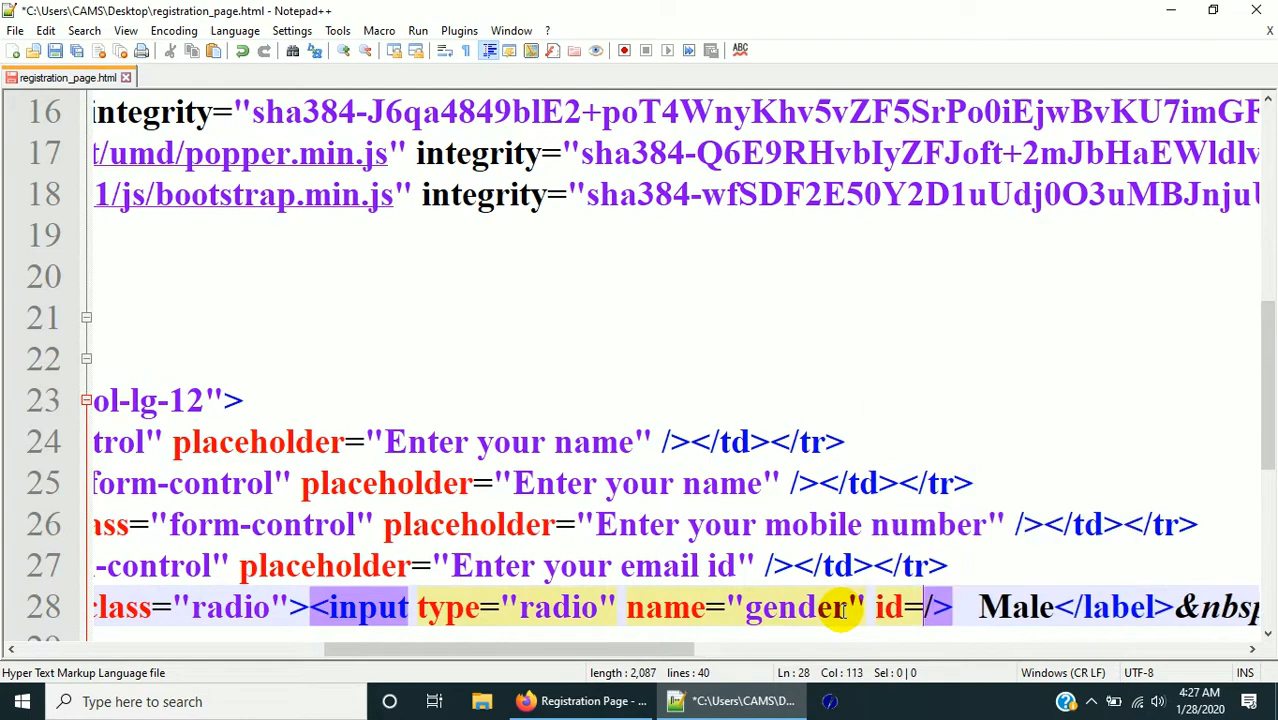 *C:\Users\CAMS\Desktop\registration_page.html - Notepad++
File Edit Search View Encoding Language Settings Tools Macro Run Plugins Window ? X
registration_page.html
16 integrity="sha384-J6qa4849blE2+poT4WnyKhv5vZF5SrPo0iEjwBvKU7imGF
17 t/umd/popper.min.js" integrity="sha384-Q6E9RHvbIyZFJoft+2mJbHaEWldlv
18 1/js/bootstrap.min.js" integrity="sha384-wfSDF2E50Y2D1uUdj0O3uMBJnjuU
19
20
21
22
23 ol-lg-12">
24 trol" placeholder="Enter your name" /></td></tr>
25 form-control" placeholder="Enter your name" /></td></tr>
26 ass="form-control" placeholder="Enter your mobile number" /></td></tr>
27 -control" placeholder="Enter your email id" /></td></tr>
28 class="radio"><input type="radio" name="gender" id=/> Male</label>&nbsp
Hyper Text Markup Language file length : 2,087 lines : 40 Ln : 28 Col : 113 Sel : 0 | 0 Windows (CR LF) UTF-8 INS
Type here to search Registration Page - ... *C:\Users\CAMS\D... 4:27 AM
1/28/2020